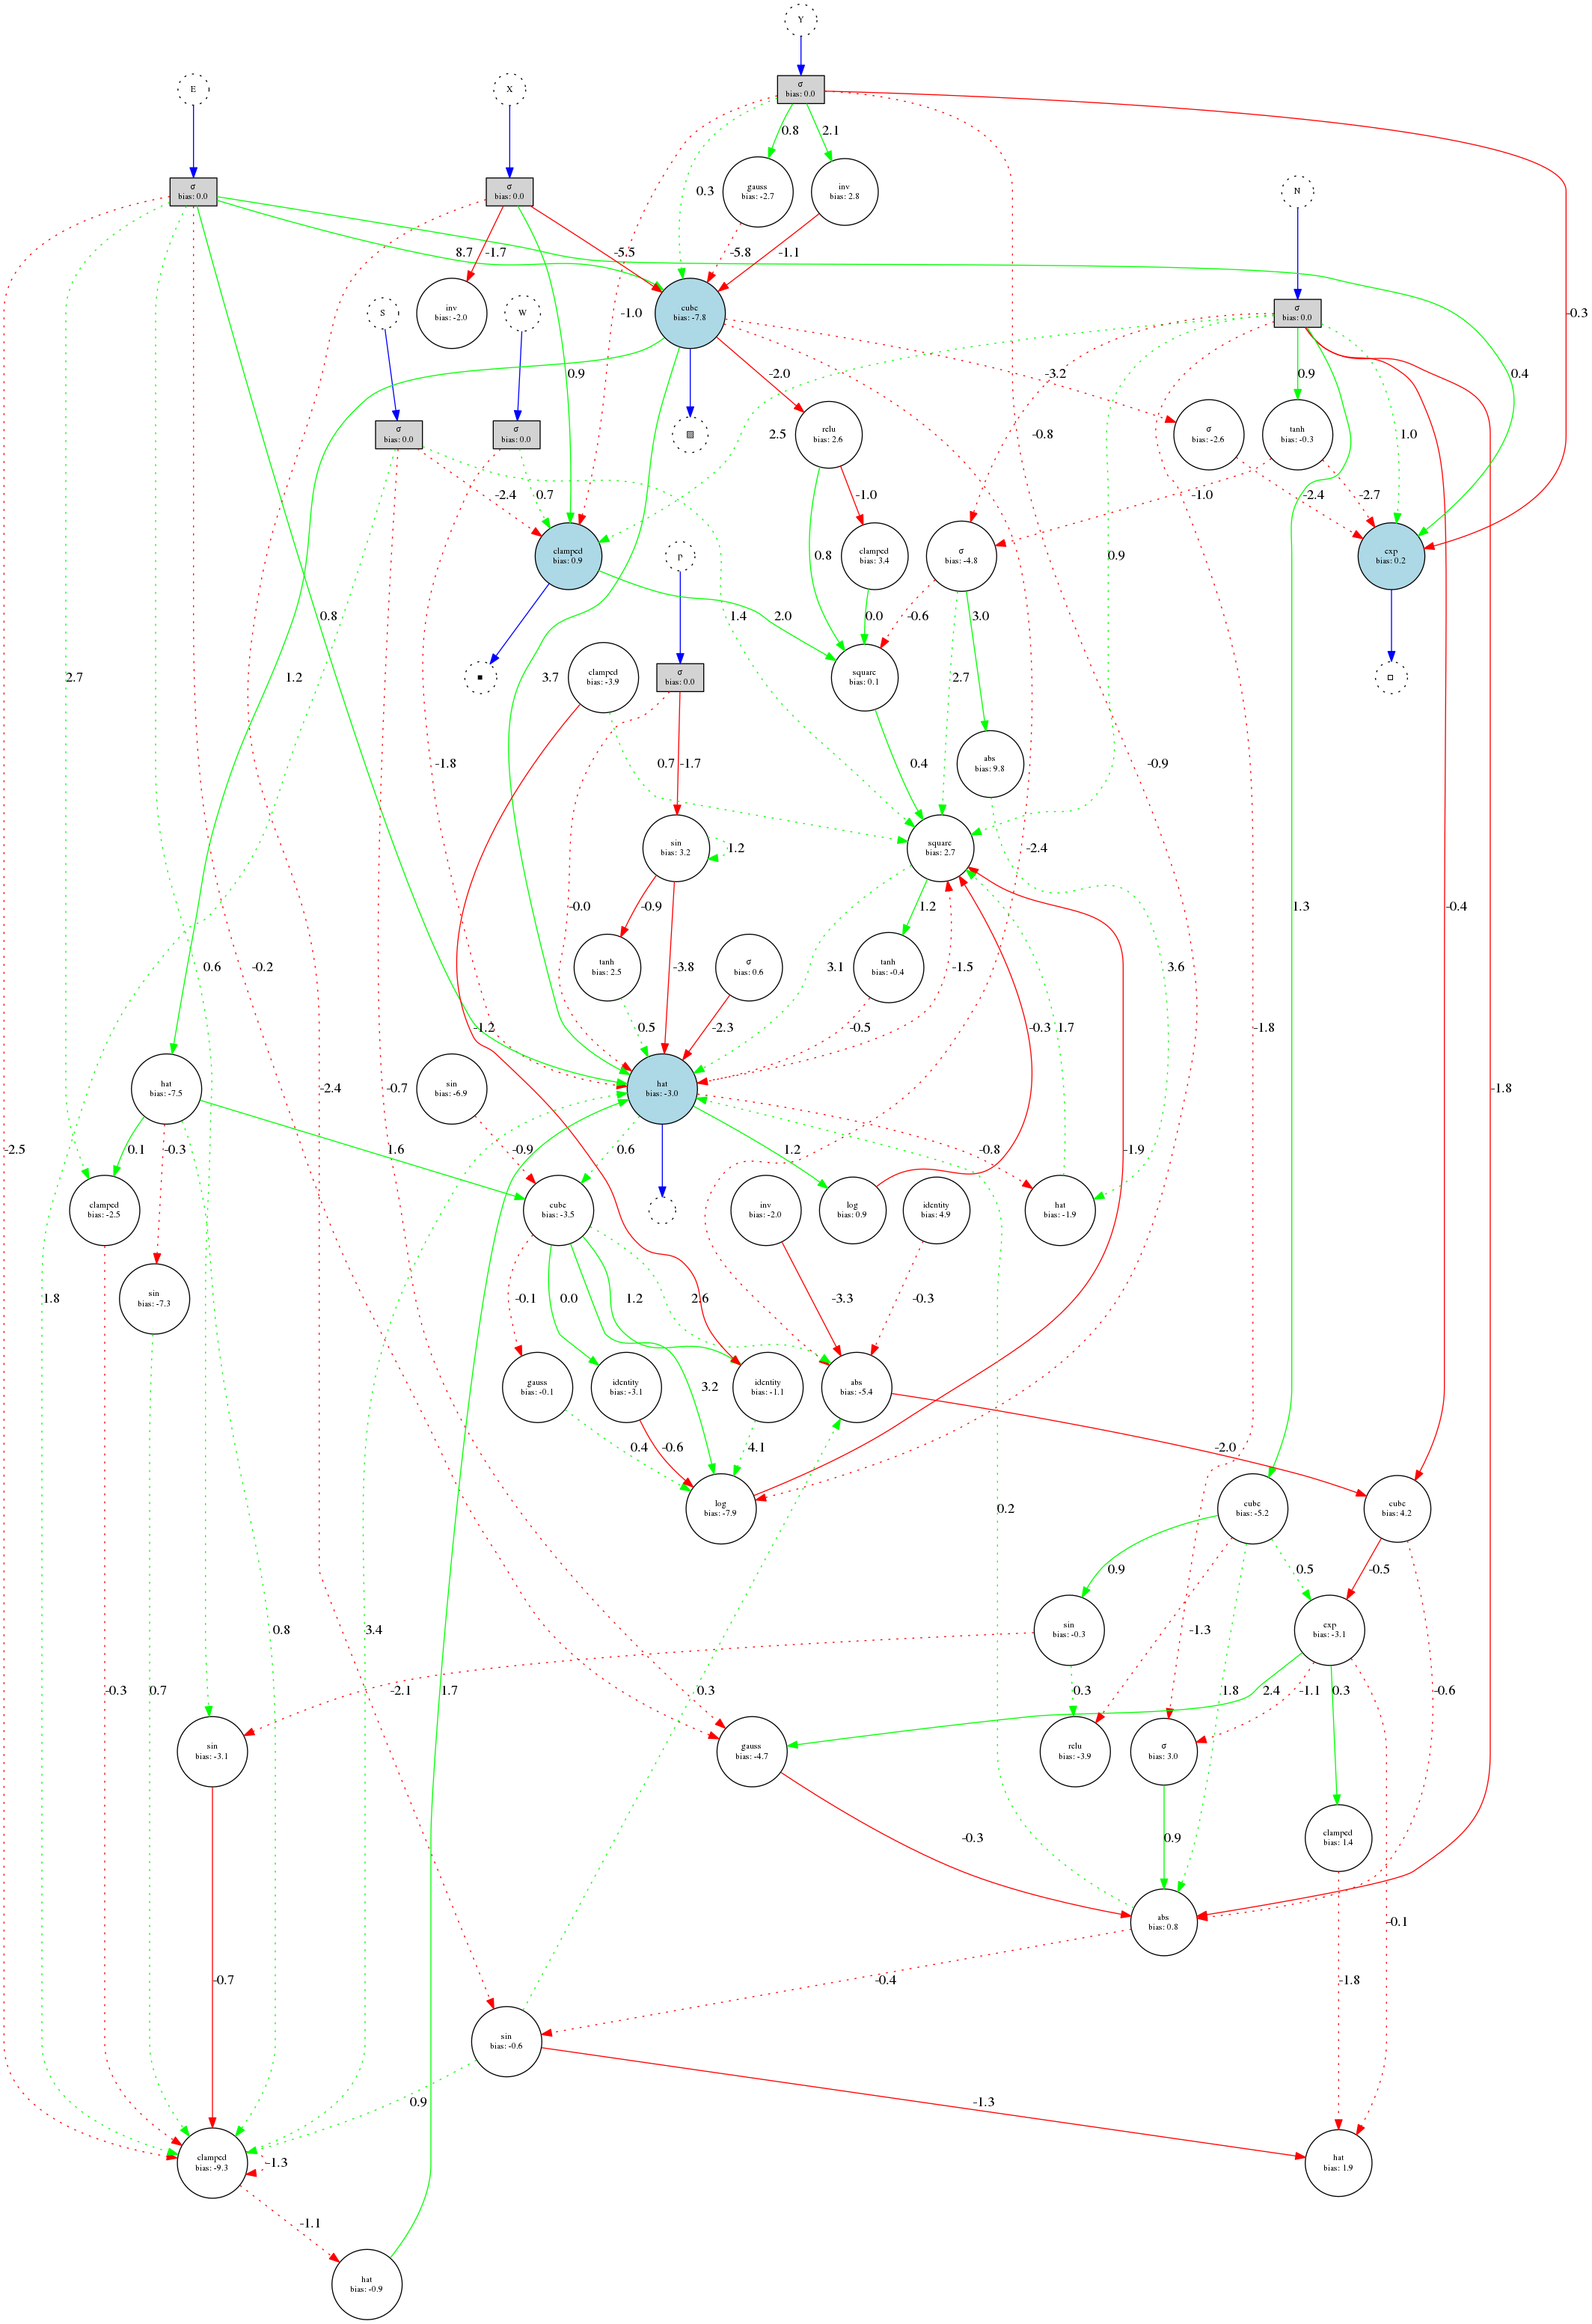 Y
σ
bias: 0.0
E
X
0.8
2.1
σ
bias: 0.0
σ
bias: 0.0
0.3
gauss
bias: -2.7
inv
bias: 2.8
N
8.7
-1.7
-5.5
-5.8
-1.1
inv
bias: -2.0
S
W
-1.0
cube
bias: -7.8
σ
bias: 0.0
-0.3
0.9
-2.0
-3.2
0.9
0.4
σ
bias: 0.0
σ
bias: 0.0
2.5
▨
relu
bias: 2.6
-0.8
σ
bias: -2.6
tanh
bias: -0.3
1.0
-2.4
0.7
-1.0
-1.0
-2.4
-2.7
clamped
bias: 0.9
P
0.8
clamped
bias: 3.4
σ
bias: -4.8
0.9
exp
bias: 0.2
0.8
1.4
2.0
0.0
-0.6
3.0
2.7
1.2
■
3.7
clamped
bias: -3.9
σ
bias: 0.0
square
bias: 0.1
2.7
□
-1.8
0.7
-1.7
0.4
abs
bias: 9.8
-0.9
sin
bias: 3.2
1.2
square
bias: 2.7
-2.4
-0.0
-0.9
1.2
1.3
-0.4
0.6
-0.2
tanh
bias: 2.5
-3.8
σ
bias: 0.6
3.1
tanh
bias: -0.4
-1.5
3.6
-1.2
0.5
-2.3
-0.5
-0.3
1.7
-1.8
hat
bias: -7.5
-2.4
-0.7
sin
bias: -6.9
hat
bias: -3.0
-1.8
-2.5
0.1
-0.3
1.6
-0.9
0.6
1.2
-0.8
-1.9
clamped
bias: -2.5
cube
bias: -3.5
inv
bias: -2.0
log
bias: 0.9
identity
bias: 4.9
hat
bias: -1.9
1.8
sin
bias: -7.3
-0.1
0.0
1.2
2.6
-3.3
-0.3
gauss
bias: -0.1
identity
bias: -3.1
3.2
identity
bias: -1.1
abs
bias: -5.4
0.4
-0.6
4.1
-2.0
log
bias: -7.9
0.2
cube
bias: -5.2
cube
bias: 4.2
0.9
0.5
-0.5
0.8
3.4
sin
bias: -0.3
-1.3
exp
bias: -3.1
-0.3
0.7
-2.1
1.7
0.3
0.3
1.8
2.4
-1.1
0.3
-0.6
sin
bias: -3.1
gauss
bias: -4.7
relu
bias: -3.9
σ
bias: 3.0
-0.3
0.9
clamped
bias: 1.4
abs
bias: 0.8
-0.1
-0.7
-0.4
-1.8
sin
bias: -0.6
0.9
-1.3
clamped
bias: -9.3
-1.3
hat
bias: 1.9
-1.1
hat
bias: -0.9